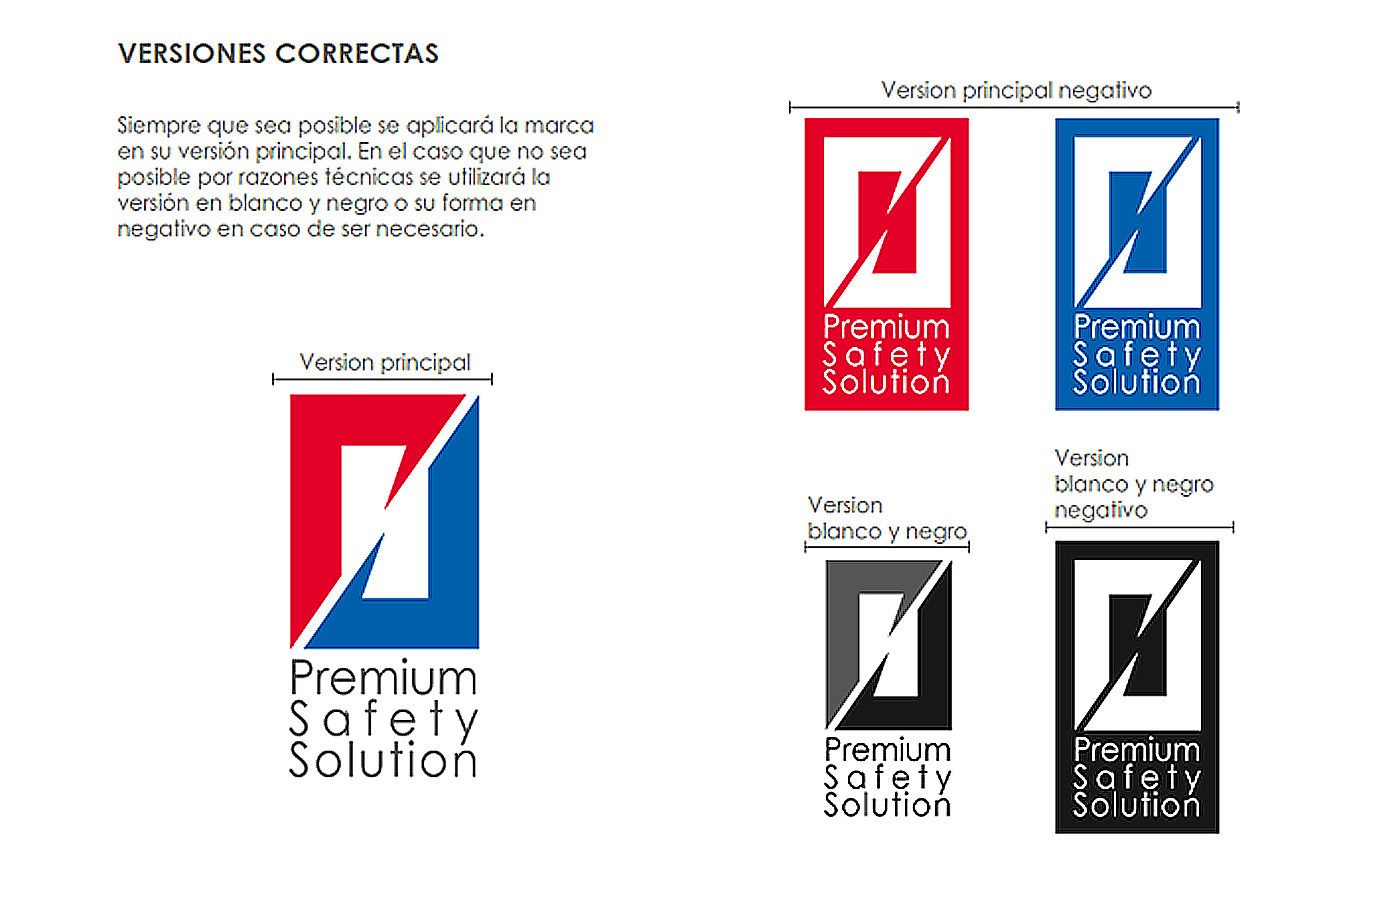 VERSIONES CORRECTAS
Siempre que sea posible se aplicará la marca
en su versión principal. En el caso que no sea
posible por razones técnicas se utilizará la
versión en blanco y negro o su forma en
negativo en caso de ser necesario.
Version principal
Premium
Safety
Solution
Version principal negativo
Premium
Safety
Solution
Premium
Safety
Solution
Version
blanco y negro
Premium
Safety
Solution
Version
blanco y negro
negativo
Premium
Safety
Solution